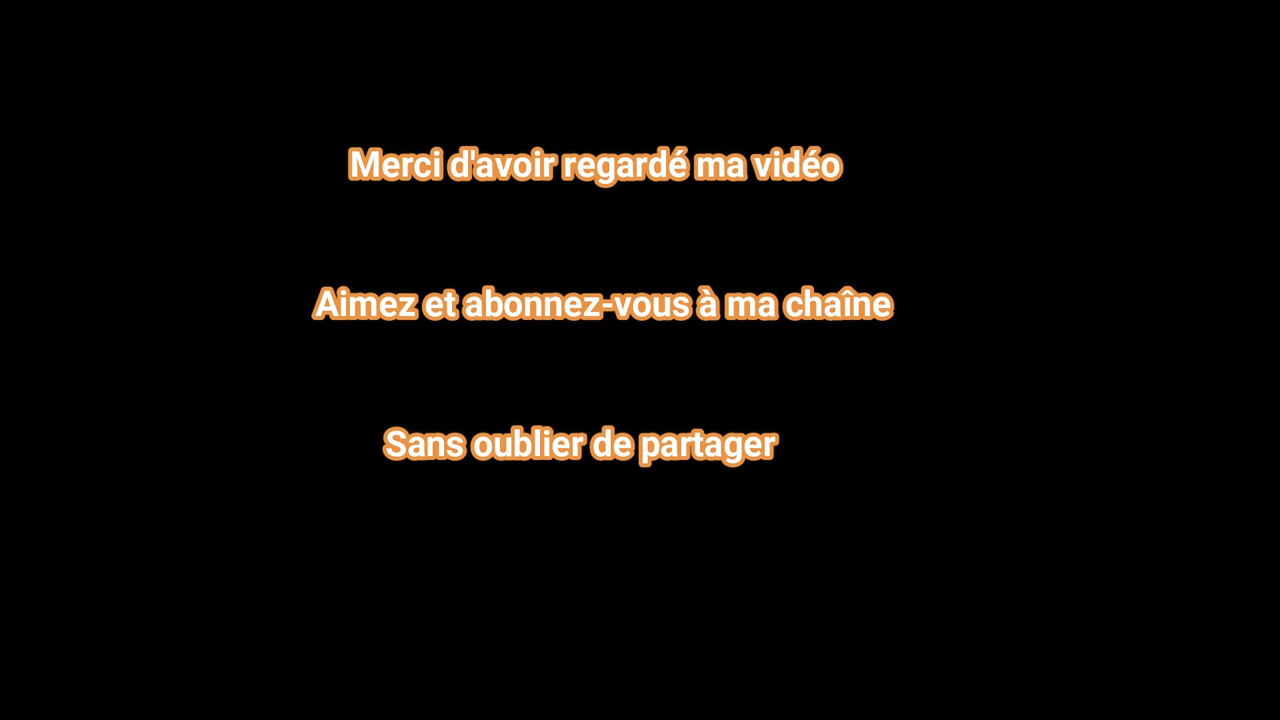 Merci d'avoir regardé ma vidéo
Aimez et abonnez-vous à ma chaîne
Sans oublier de partager